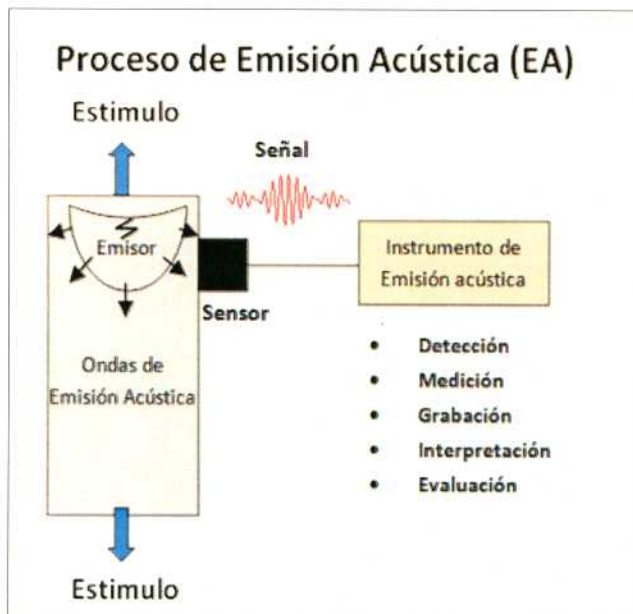 Proceso de Emisión Acústica (EA)
Estimulo
Señal
Emisor
Sensor
Instrumento de
Emisión acústica
Ondas de
Emisión Acústica
• Detección
• Medición
• Grabación
• Interpretación
• Evaluación
Estimulo